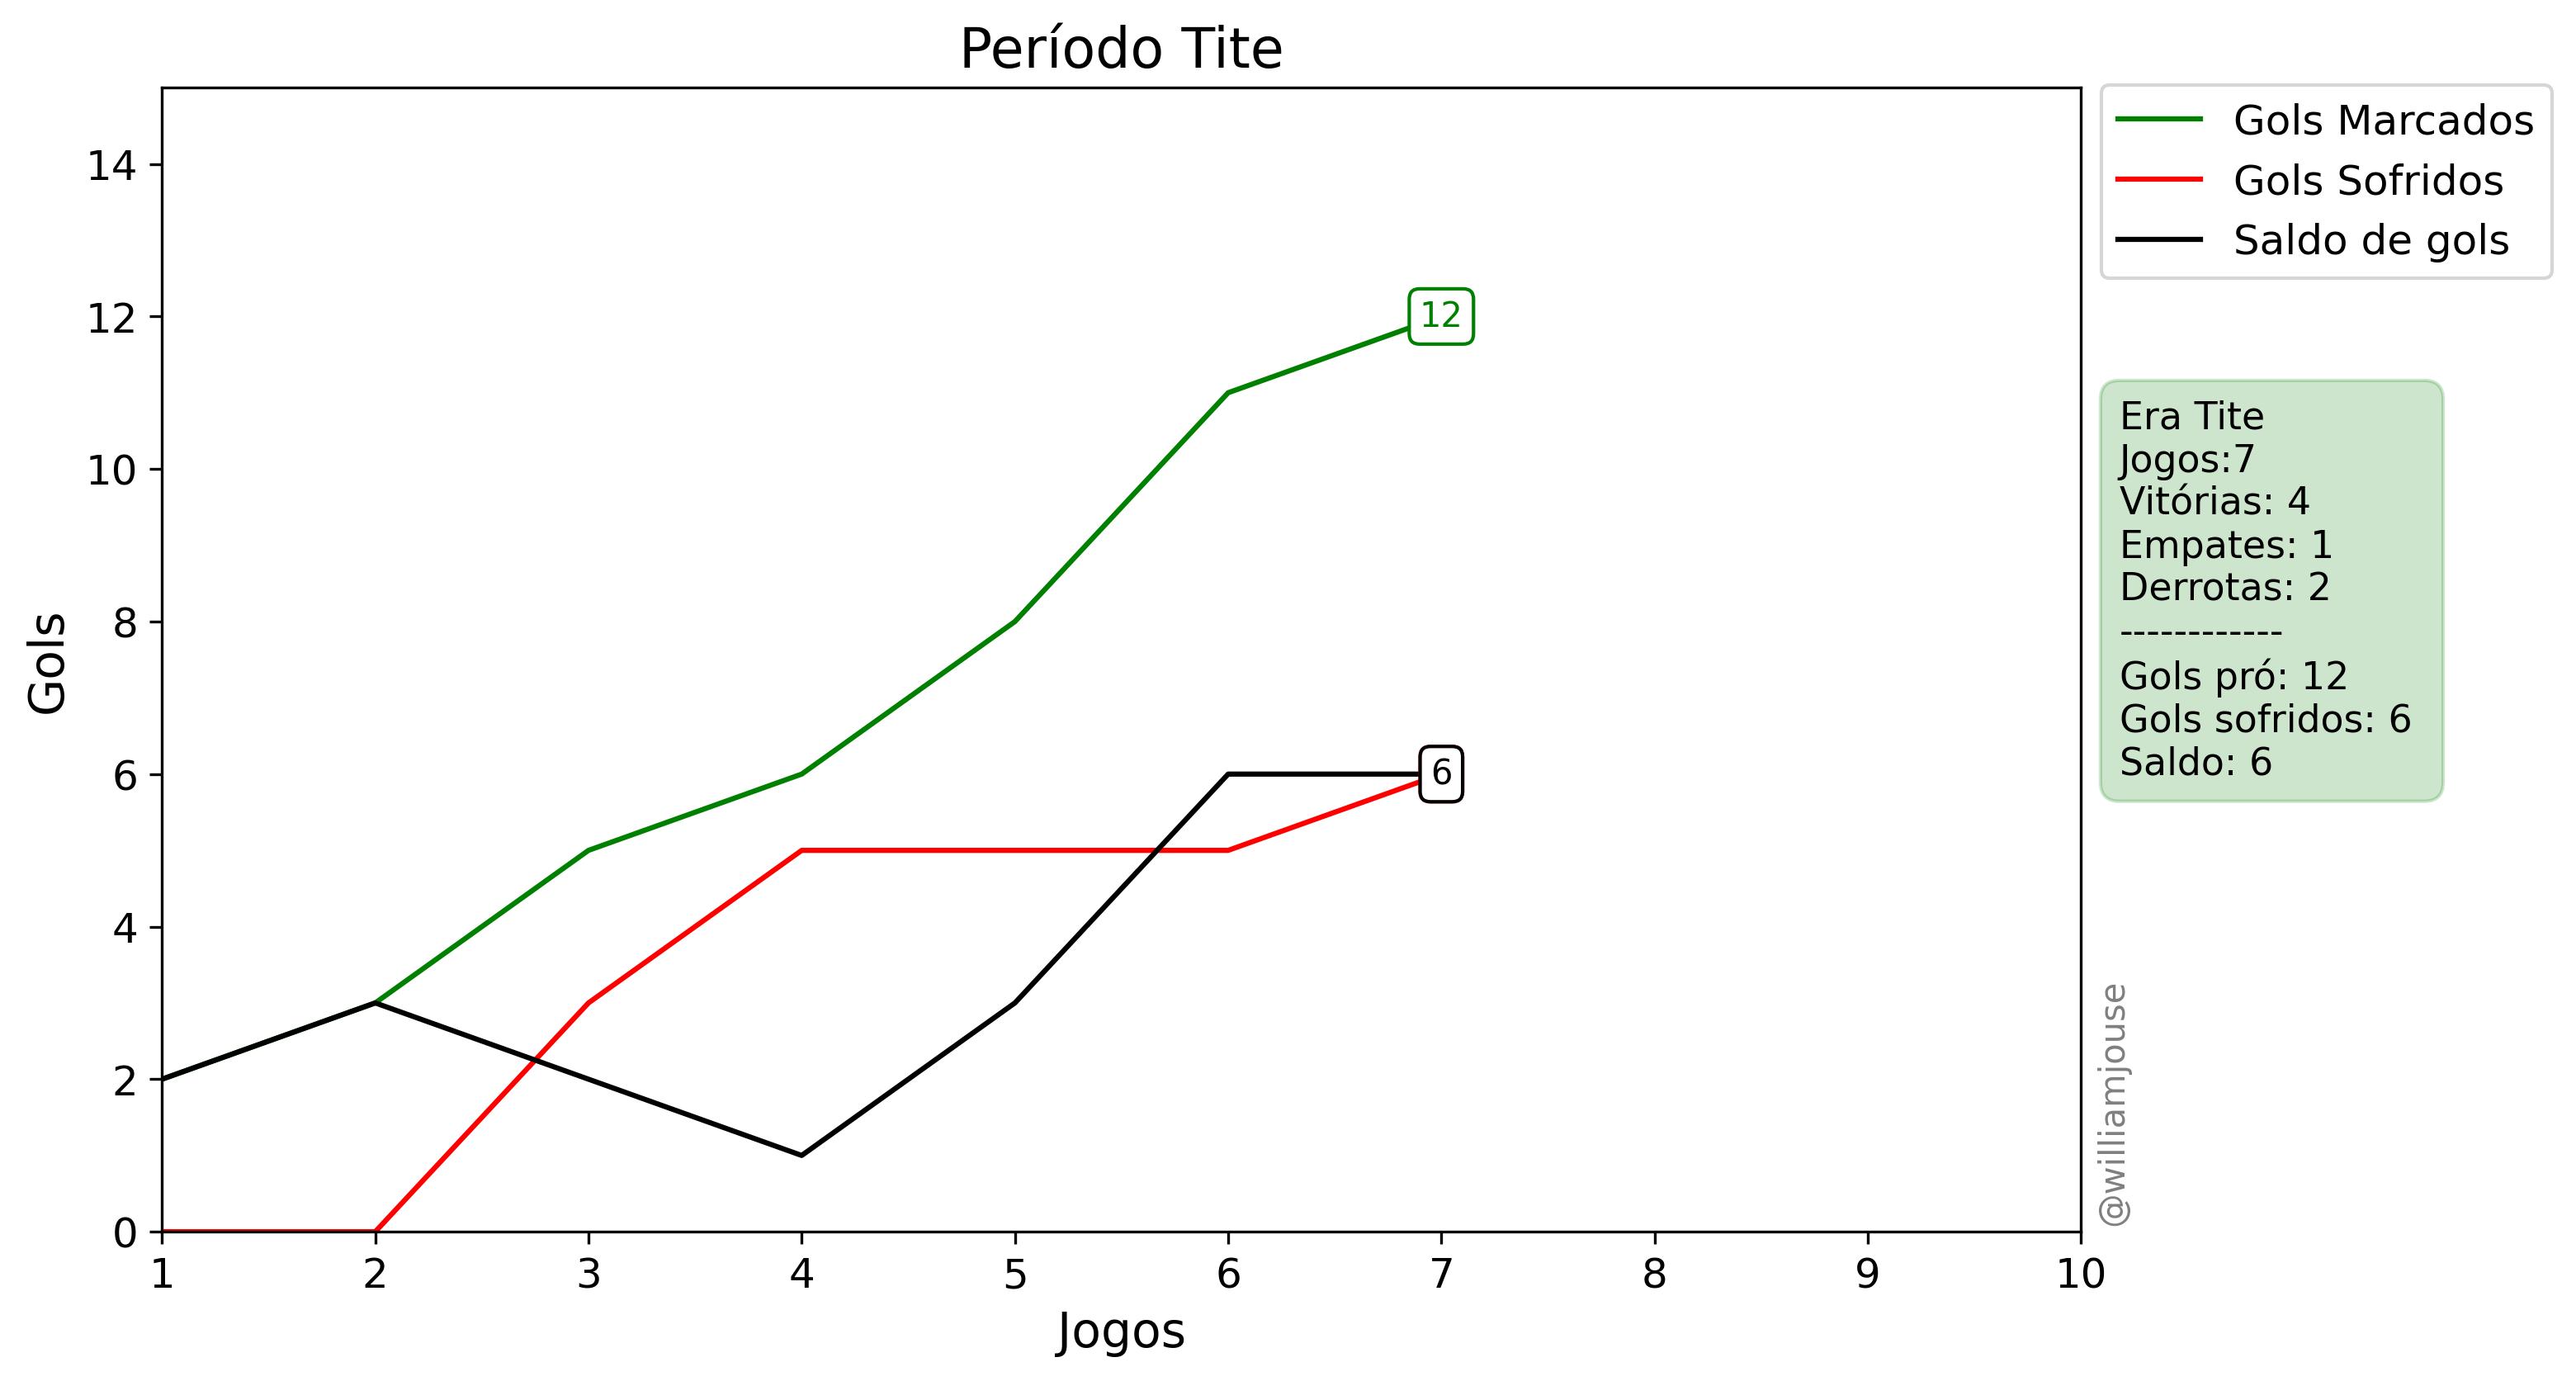 Período Tite
Gols
14
12
10
8
6
4
2
0
12
6
1 2 3 4 5 6 7 8 9 10
Jogos
Gols Marcados
Gols Sofridos
Saldo de gols
Era Tite
Jogos:7
Vitórias: 4
Empates: 1
Derrotas: 2
------------
Gols pró: 12
Gols sofridos: 6
Saldo: 6
@williamjouse